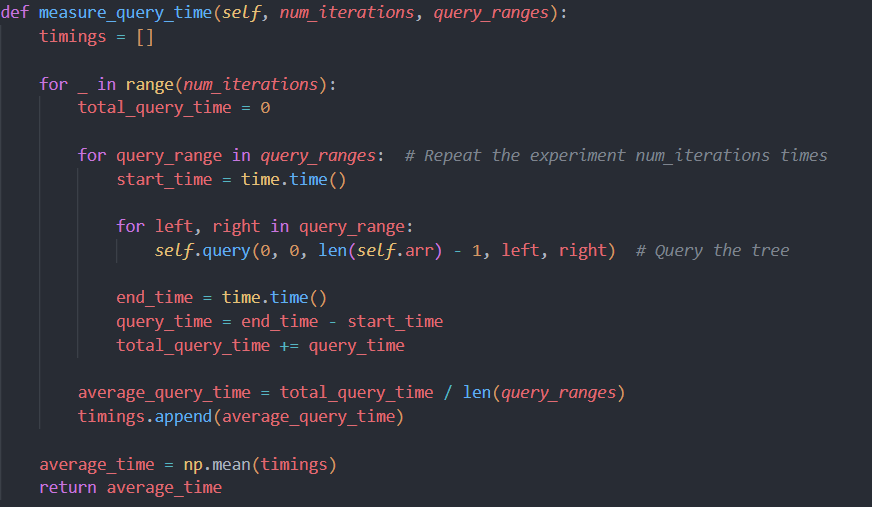 def measure_query_time(self, num_iterations, query_ranges):
    timings = []

    for _ in range(num_iterations):
        total_query_time = 0

        for query_range in query_ranges:  # Repeat the experiment num_iterations times
            start_time = time.time()

            for left, right in query_range:
                self.query(0, 0, len(self.arr) - 1, left, right)  # Query the tree

            end_time = time.time()
            query_time = end_time - start_time
            total_query_time += query_time

        average_query_time = total_query_time / len(query_ranges)
        timings.append(average_query_time)

    average_time = np.mean(timings)
    return average_time